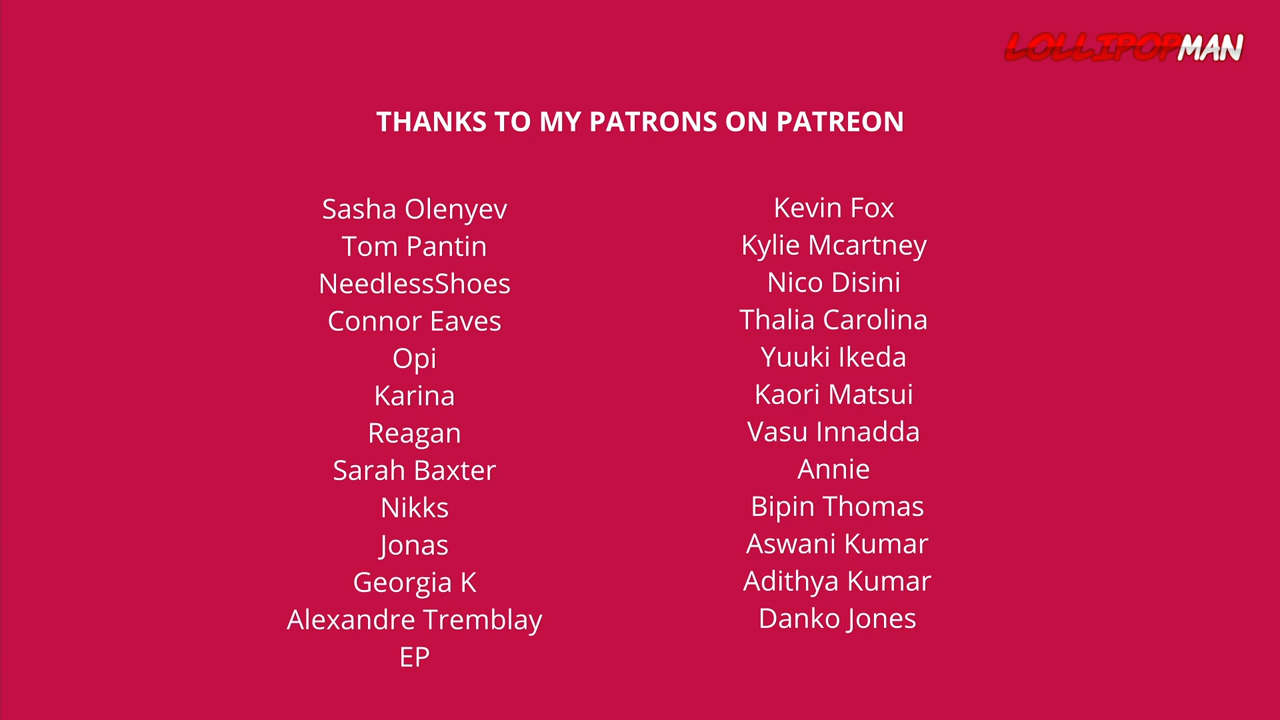 LOLLIPOPMAN
THANKS TO MY PATRONS ON PATREON
Sasha Olenyev
Tom Pantin
NeedlessShoes
Connor Eaves
Opi
Karina
Reagan
Sarah Baxter
Nikks
Jonas
Georgia K
Alexandre Tremblay
EP
Kevin Fox
Kylie Mcartney
Nico Disini
Thalia Carolina
Yuuki Ikeda
Kaori Matsui
Vasu Innadda
Annie
Bipin Thomas
Aswani Kumar
Adithya Kumar
Danko Jones